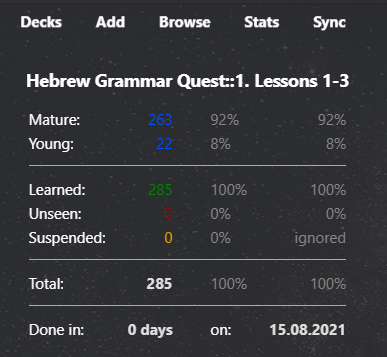 Decks Add Browse Stats Sync
Hebrew Grammar Quest::1. Lessons 1-3
Mature: 263 92% 92%
Young: 22 8% 8%
Learned: 285 100% 100%
Unseen: 0 0% 0%
Suspended: 0 0% ignored
Total: 285 100% 100%
Done in: 0 days on: 15.08.2021